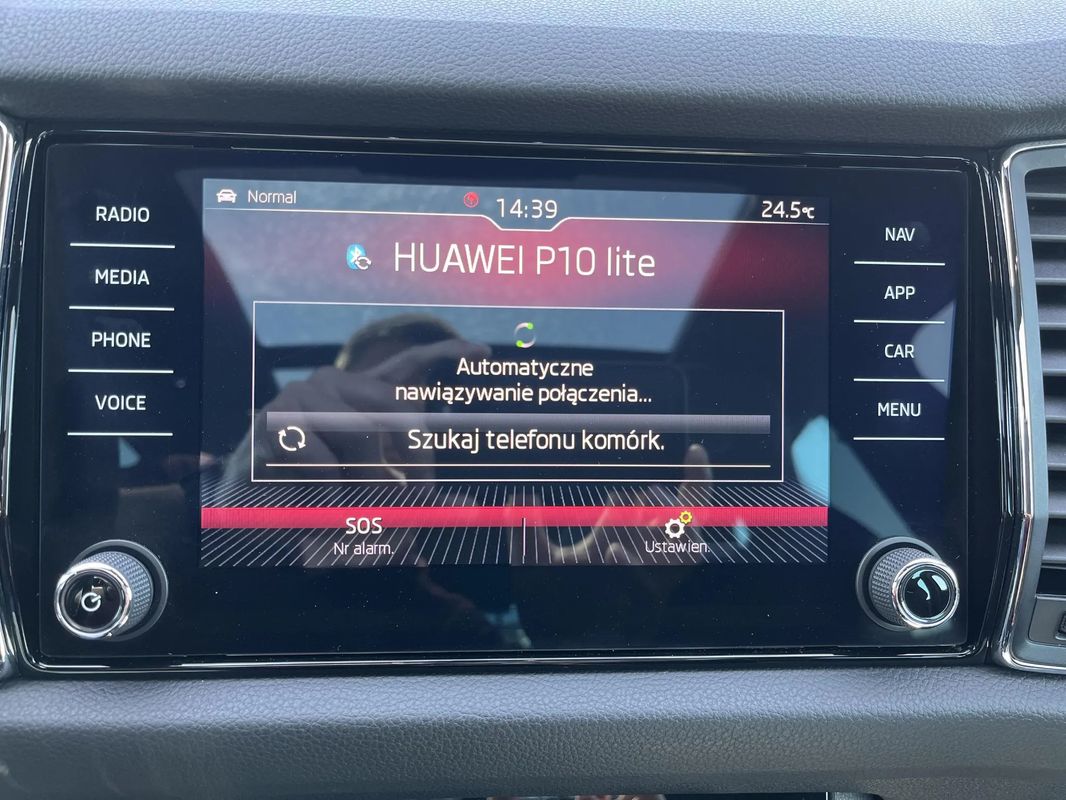 RADIO
MEDIA
PHONE
VOICE
Normal
14:39
24.5°C
HUAWEI P10 lite
Automatyczne
nawiązywanie połączenia...
Szukaj telefonu komórk.
SOS
Nr alarm.
Ustawien.
NAV
APP
CAR
MENU